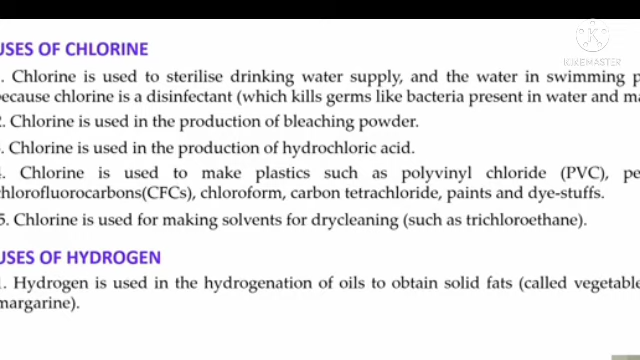 KINEMASTER
USES OF CHLORINE
. Chlorine is used to sterilise drinking water supply, and the water in swimming p
because chlorine is a disinfectant (which kills germs like bacteria present in water and ma
2. Chlorine is used in the production of bleaching powder.
. Chlorine is used in the production of hydrochloric acid.
4. Chlorine is used to make plastics such as polyvinyl chloride (PVC), pe
chlorofluorocarbons(CFCs), chloroform, carbon tetrachloride, paints and dye-stuffs.
5. Chlorine is used for making solvents for drycleaning (such as trichloroethane).
USES OF HYDROGEN
1. Hydrogen is used in the hydrogenation of oils to obtain solid fats (called vegetable
margarine).